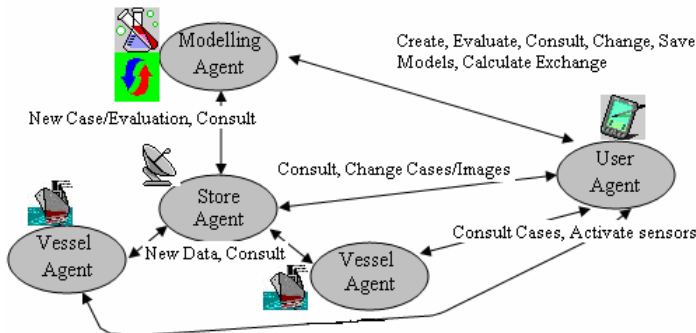 Modelling
Agent
Create, Evaluate, Consult, Change, Save
Models, Calculate Exchange
New Case/Evaluation, Consult
User
Agent
Consult, Change Cases/Images
Store
Agent
Consult Cases, Activate sensors
Vessel
Agent
New Data, Consult
Vessel
Agent